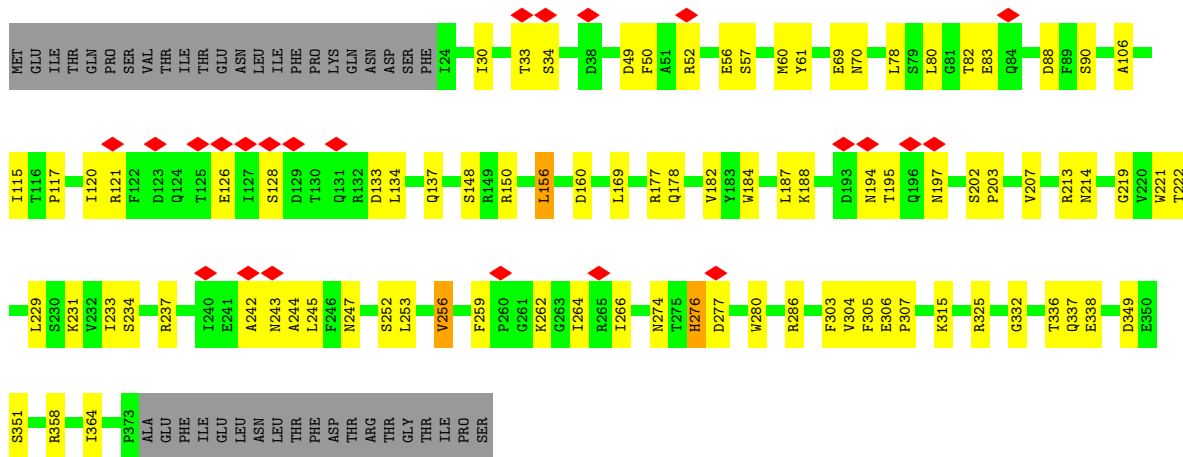 MET GLU ILE THR GLN PRO SER VAL THR ILE THR GLU ASN LEU ILE PHE PRO LYS GLN ASN ASP SER PHE I24 I30 T33 S34 D38 D49 F50 A51 R52 E56 S57 M60 Y61 E69 N70 L78 S79 L80 G81 T82 E83 Q84 D88 F89 S90 A106
I115 T116 P117 I120 R121 F122 D123 Q124 T125 E126 I127 S128 D129 T130 Q131 R132 D133 L134 Q137 S148 R149 R150 L156 D160 L169 R177 Q178 V182 Y183 W184 L187 K188 D193 N194 T195 Q196 N197 S202 P203 V207 R213 N214 G219 V220 W221 T222
L229 S230 K231 V232 I233 S234 R237 I240 E241 A242 N243 A244 L245 F246 N247 S252 L253 V256 F259 P260 G261 K262 G263 I264 R265 I266 N274 T275 H276 D277 W280 R286 F303 V304 F305 E306 P307 K315 R325 G332 T336 Q337 E338 D349 E350
S351 R358 I364 P373 ALA GLU PHE ILE GLU LEU ASN LEU THR PHE ASP THR ARG THR GLY THR ILE PRO SER